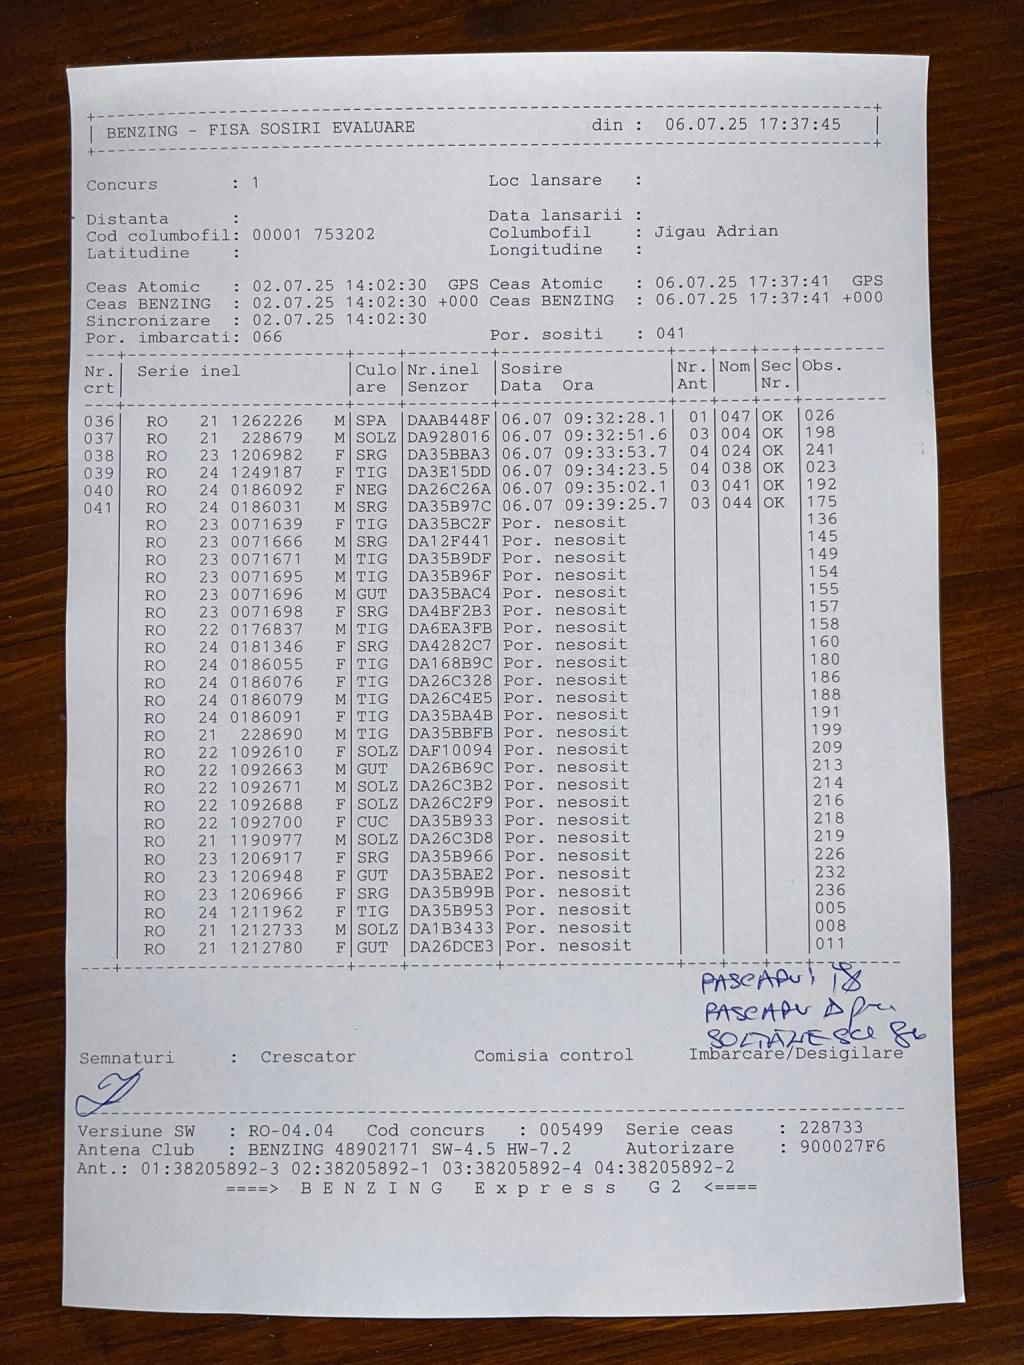 BENZING - FISA SOSIRI EVALUARE din : 06.07.25 17:37:45
Concurs : 1 Loc lansare :
Distanta : Data lansarii :
Cod columbofil: 00001 753202 Columbofil : Jigau Adrian
Latitudine : Longitudine :
Ceas Atomic : 02.07.25 14:02:30 GPS Ceas Atomic : 06.07.25 17:37:41 GPS
Ceas BENZING : 02.07.25 14:02:30 +000 Ceas BENZING : 06.07.25 17:37:41 +000
Sincronizare : 02.07.25 14:02:30
Por. imbarcati: 066 Por. sositi : 041
Nr. Serie inel Culo Nr.inel Sosire Nr. Nom Sec Obs.
crt are Senzor Data Ora Ant Nr.
036 RO 21 1262226 M SPA DAAB448F 06.07 09:32:28.1 01 047 OK 026
037 RO 21 228679 M SOLZ DA928016 06.07 09:32:51.6 03 004 OK 198
038 RO 23 1206982 F SRG DA35BBA3 06.07 09:33:53.7 04 024 OK 241
039 RO 24 1249187 F TIG DA3E15DD 06.07 09:34:23.5 04 038 OK 023
040 RO 24 0186092 F NEG DA26C26A 06.07 09:35:02.1 03 041 OK 192
041 RO 24 0186031 M SRG DA35B97C 06.07 09:39:25.7 03 044 OK 175
RO 23 0071639 F TIG DA35BC2F Por. nesosit 136
RO 23 0071666 M SRG DA12F441 Por. nesosit 145
RO 23 0071671 M TIG DA35B9DF Por. nesosit 149
RO 23 0071695 M TIG DA35B96F Por. nesosit 154
RO 23 0071696 M GUT DA35BAC4 Por. nesosit 155
RO 23 0071698 F SRG DA4BF2B3 Por. nesosit 157
RO 22 0176837 M TIG DA6EA3FB Por. nesosit 158
RO 24 0181346 F SRG DA4282C7 Por. nesosit 160
RO 24 0186055 F TIG DA168B9C Por. nesosit 180
RO 24 0186076 F TIG DA26C328 Por. nesosit 186
RO 24 0186079 M TIG DA26C4E5 Por. nesosit 188
RO 24 0186091 F TIG DA35BA4B Por. nesosit 191
RO 21 228690 M TIG DA35BBFB Por. nesosit 199
RO 22 1092610 F SOLZ DAF10094 Por. nesosit 209
RO 22 1092663 M GUT DA26B69C Por. nesosit 213
RO 22 1092671 M SOLZ DA26C3B2 Por. nesosit 214
RO 22 1092688 F SOLZ DA26C2F9 Por. nesosit 216
RO 22 1092700 F CUC DA35B933 Por. nesosit 218
RO 21 1190977 M SOLZ DA26C3D8 Por. nesosit 219
RO 23 1206917 F SRG DA35B966 Por. nesosit 226
RO 23 1206948 F GUT DA35BAE2 Por. nesosit 232
RO 23 1206966 F SRG DA35B99B Por. nesosit 236
RO 24 1211962 F TIG DA35B953 Por. nesosit 005
RO 21 1212733 M SOLZ DA1B3433 Por. nesosit 008
RO 21 1212780 F GUT DA26DCE3 Por. nesosit 011
PASCARU
PASCARU
Semnaturi : Crescator Comisia control Imbarcare/Desigilare
Versiune SW : RO-04.04 Cod concurs : 005499 Serie ceas : 228733
Antena Club : BENZING 48902171 SW-4.5 HW-7.2 Autorizare : 900027F6
Ant.: 01:38205892-3 02:38205892-1 03:38205892-4 04:38205892-2
====> B E N Z I N G E x p r e s s G 2 <====